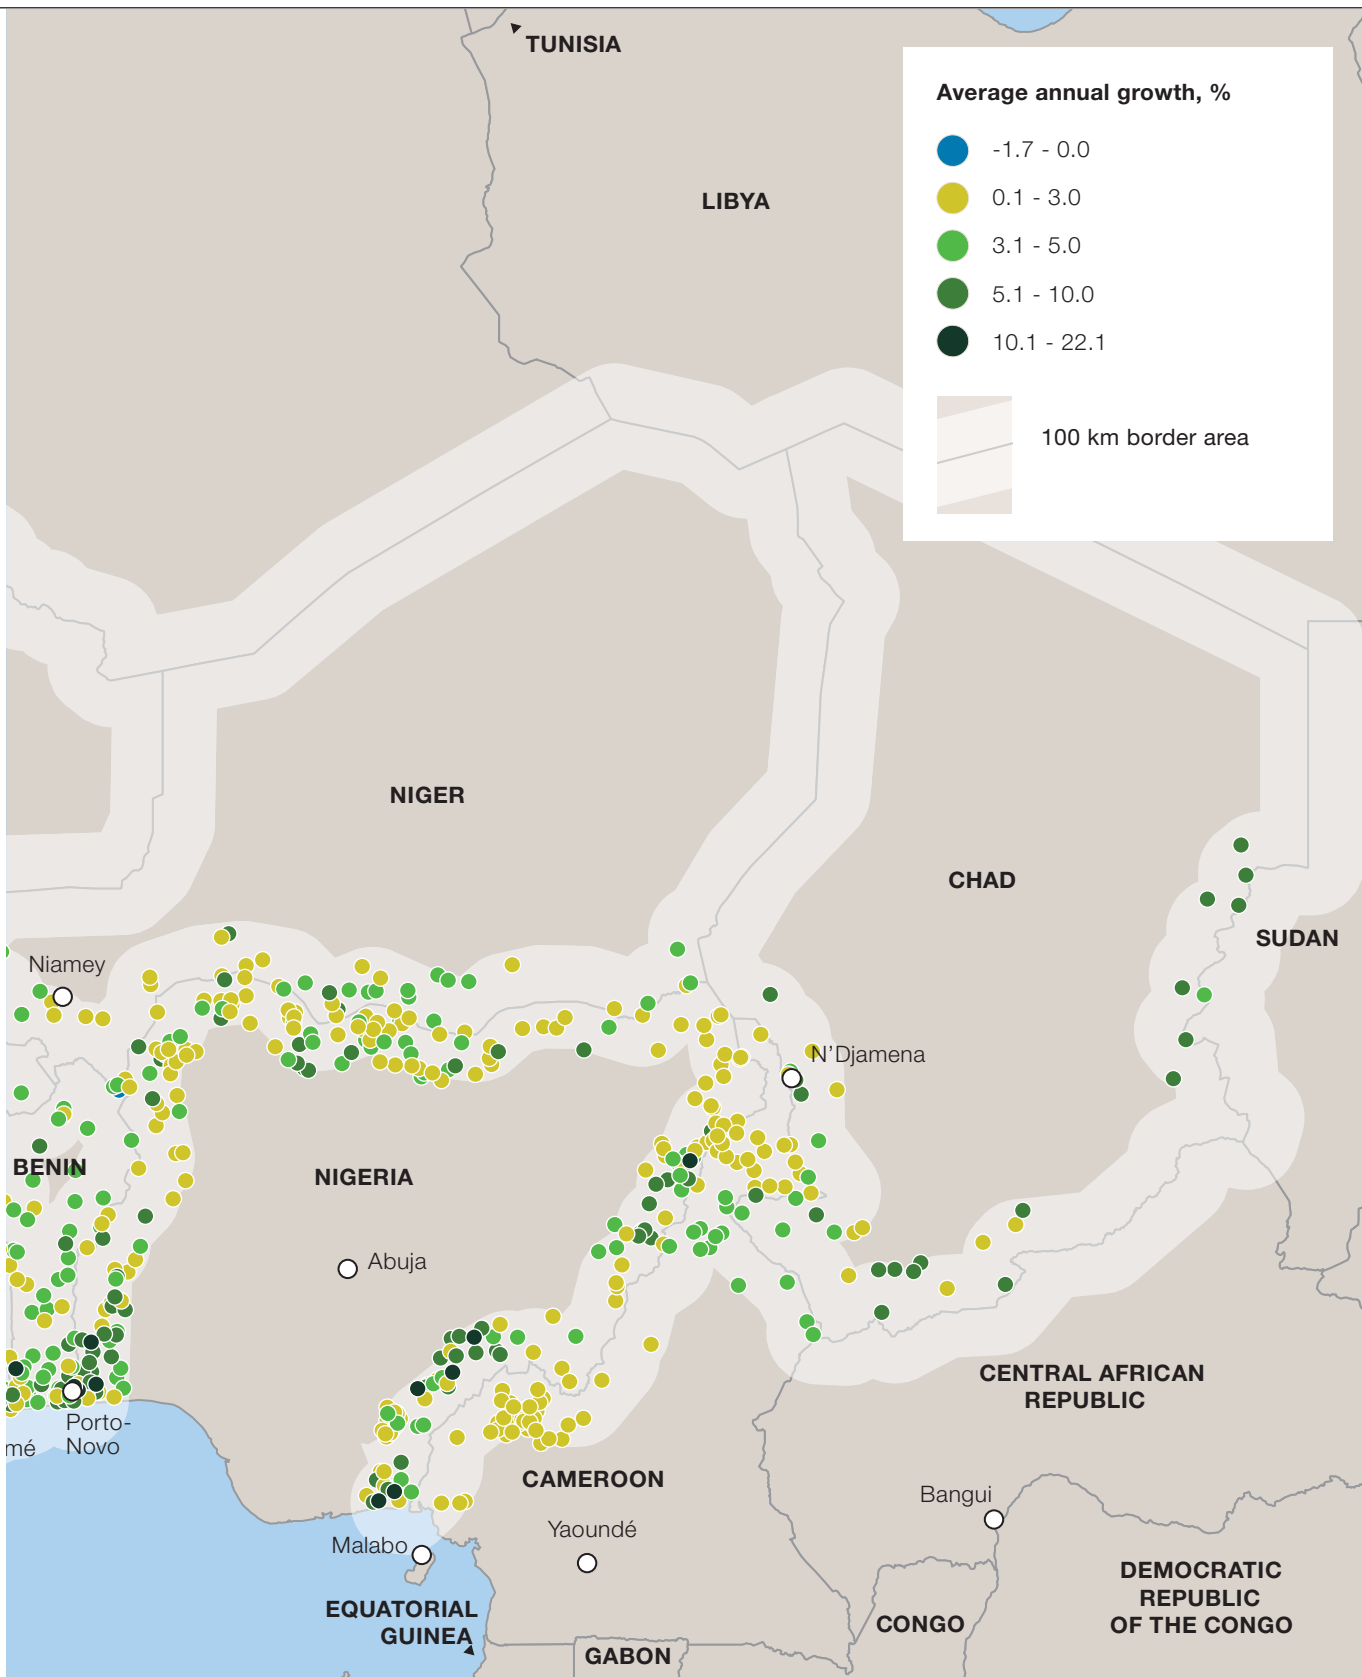 TUNISIA
Average annual growth, %
-1.7 - 0.0
0.1 - 3.0
3.1 - 5.0
5.1 - 10.0
10.1 - 22.1
100 km border area
LIBYA
NIGER
CHAD
SUDAN
Niamey
N'Djamena
BENIN
NIGERIA
Abuja
CENTRAL AFRICAN
REPUBLIC
Porto-
Novo
mé
CAMEROON
Bangui
Yaoundé
Malabo
DEMOCRATIC
REPUBLIC
OF THE CONGO
EQUATORIAL
GUINEA
CONGO
GABON